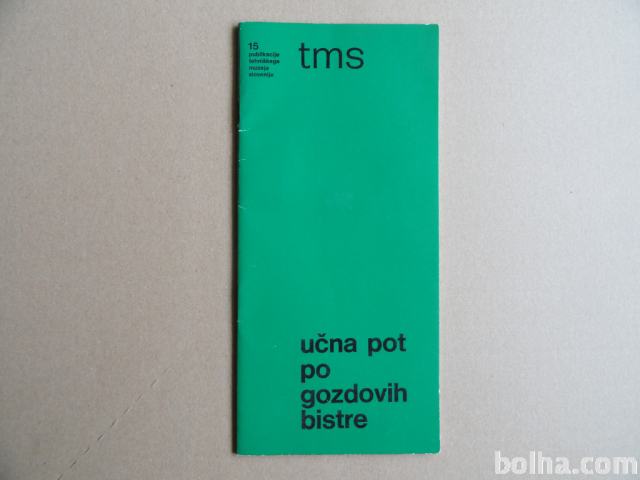 15
publikacije
tehniškega
muzeja
slovenije
tms
učna pot
po
gozdovih
bistre
bolha.com